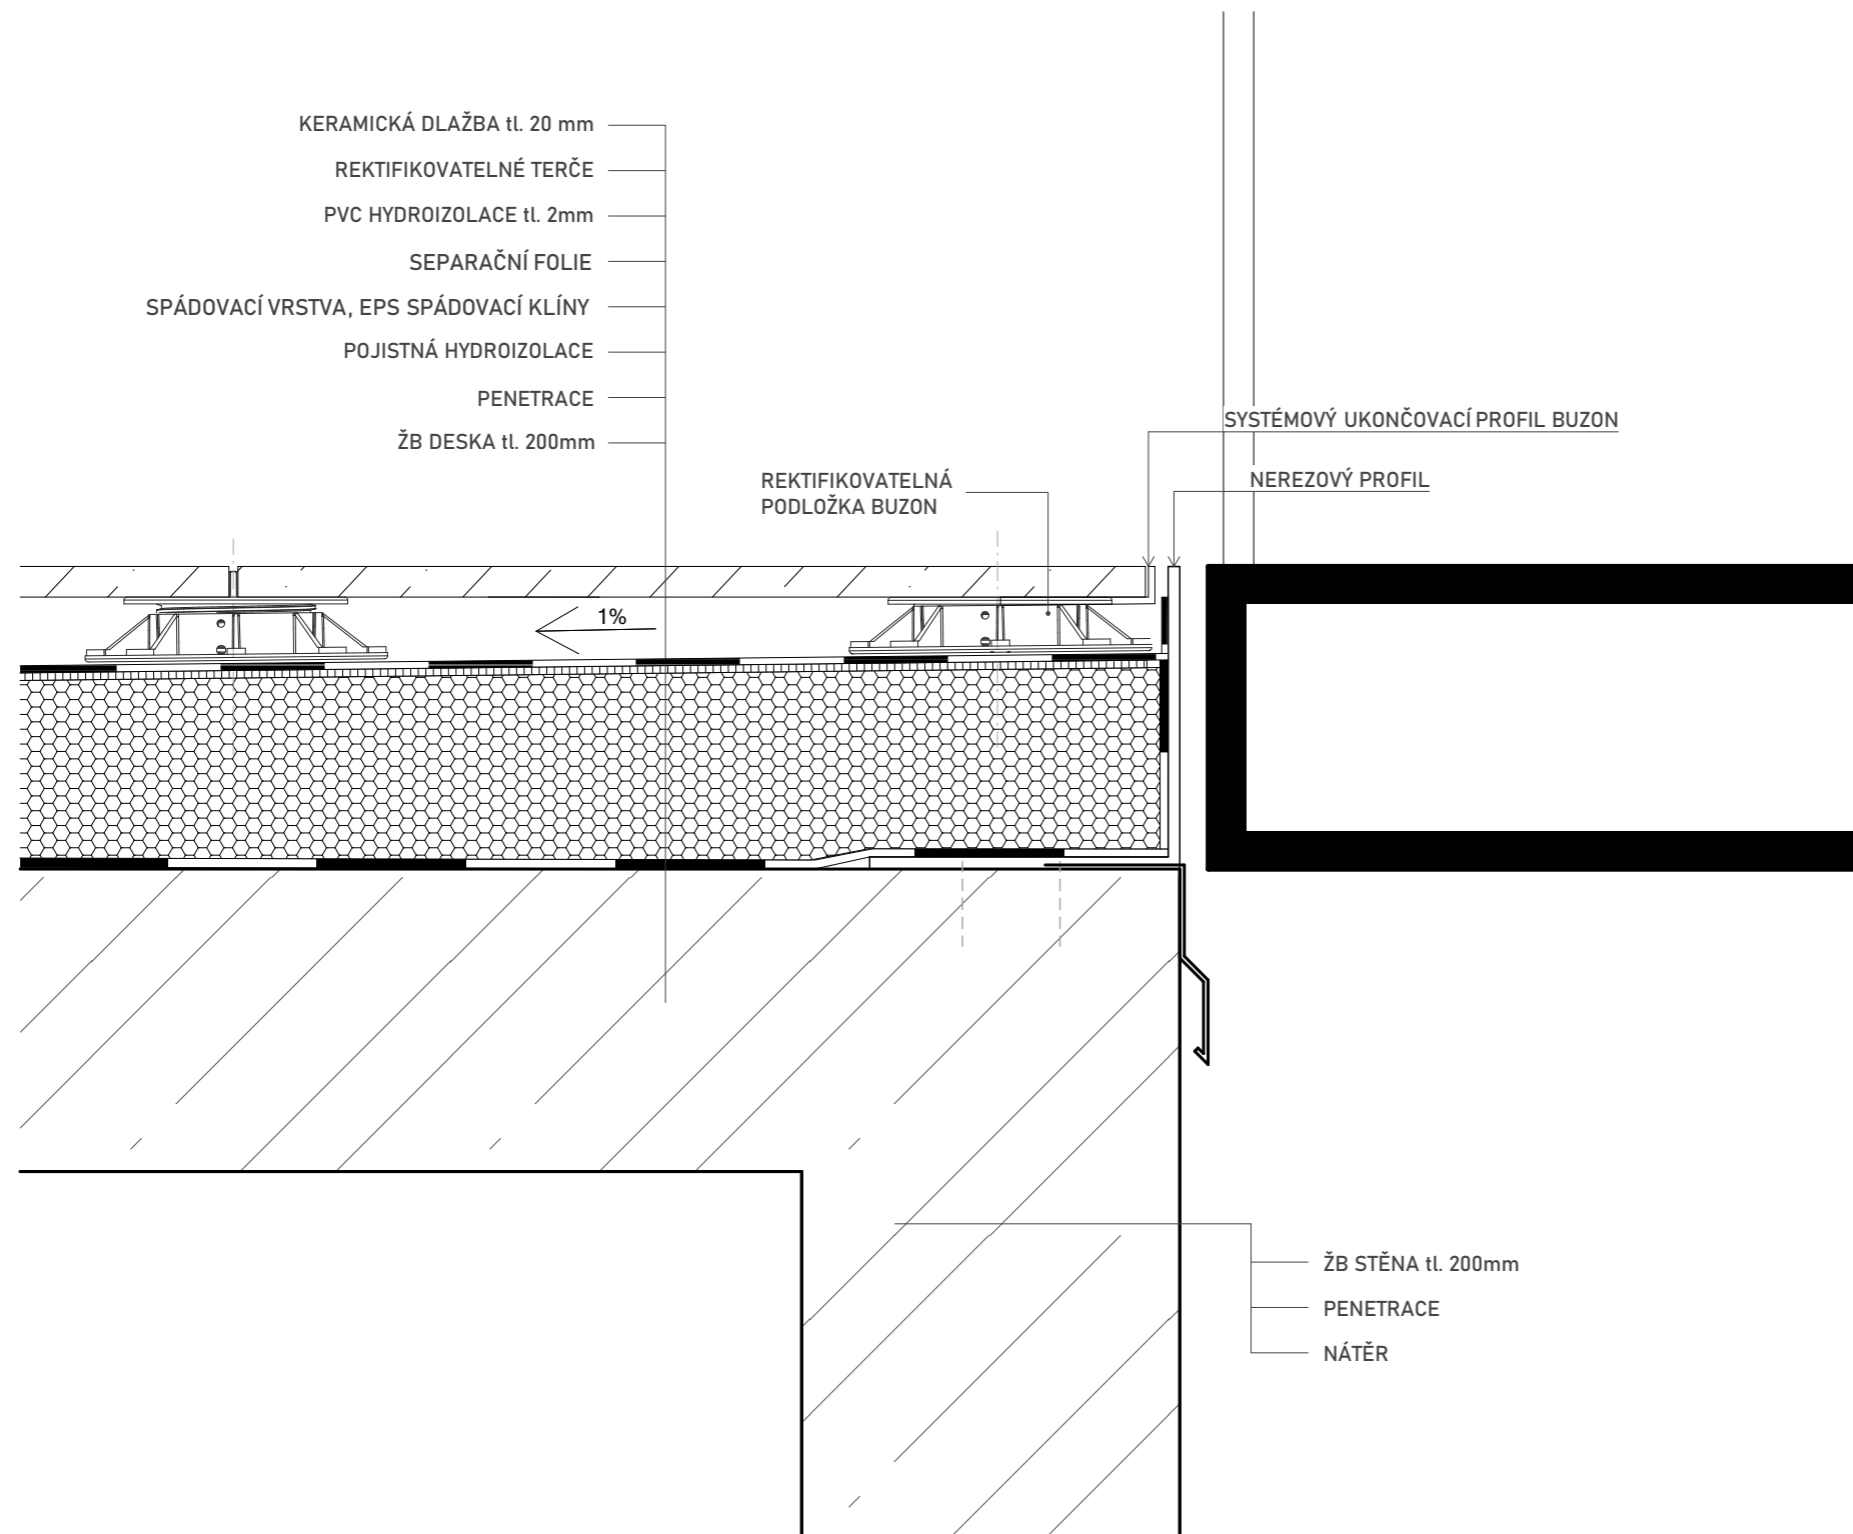 KERAMICKÁ DLAŽBA tl. 20 mm
REKTIFIKOVATELNÉ TERČE
PVC HYDROIZOLACE tl. 2mm
SEPARAČNÍ FOLIE
SPÁDOVACÍ VRSTVA, EPS SPÁDOVACÍ KLÍNY
POJISTNÁ HYDROIZOLACE
PENETRACE
ŽB DESKA tl. 200mm
SYSTÉMOVÝ UKONČOVACÍ PROFIL BUZON
REKTIFIKOVATELNÁ
PODLOŽKA BUZON
NEREZOVÝ PROFIL
1%
ŽB STĚNA tl. 200mm
PENETRACE
NÁTĚR